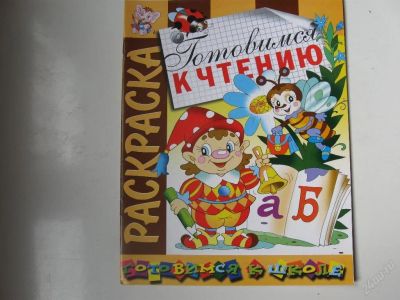 Готовимся
К ЧТЕНИЮ
РАСКРАСКА
а Б
ГОТОВИМСЯ К ШКОЛЕ